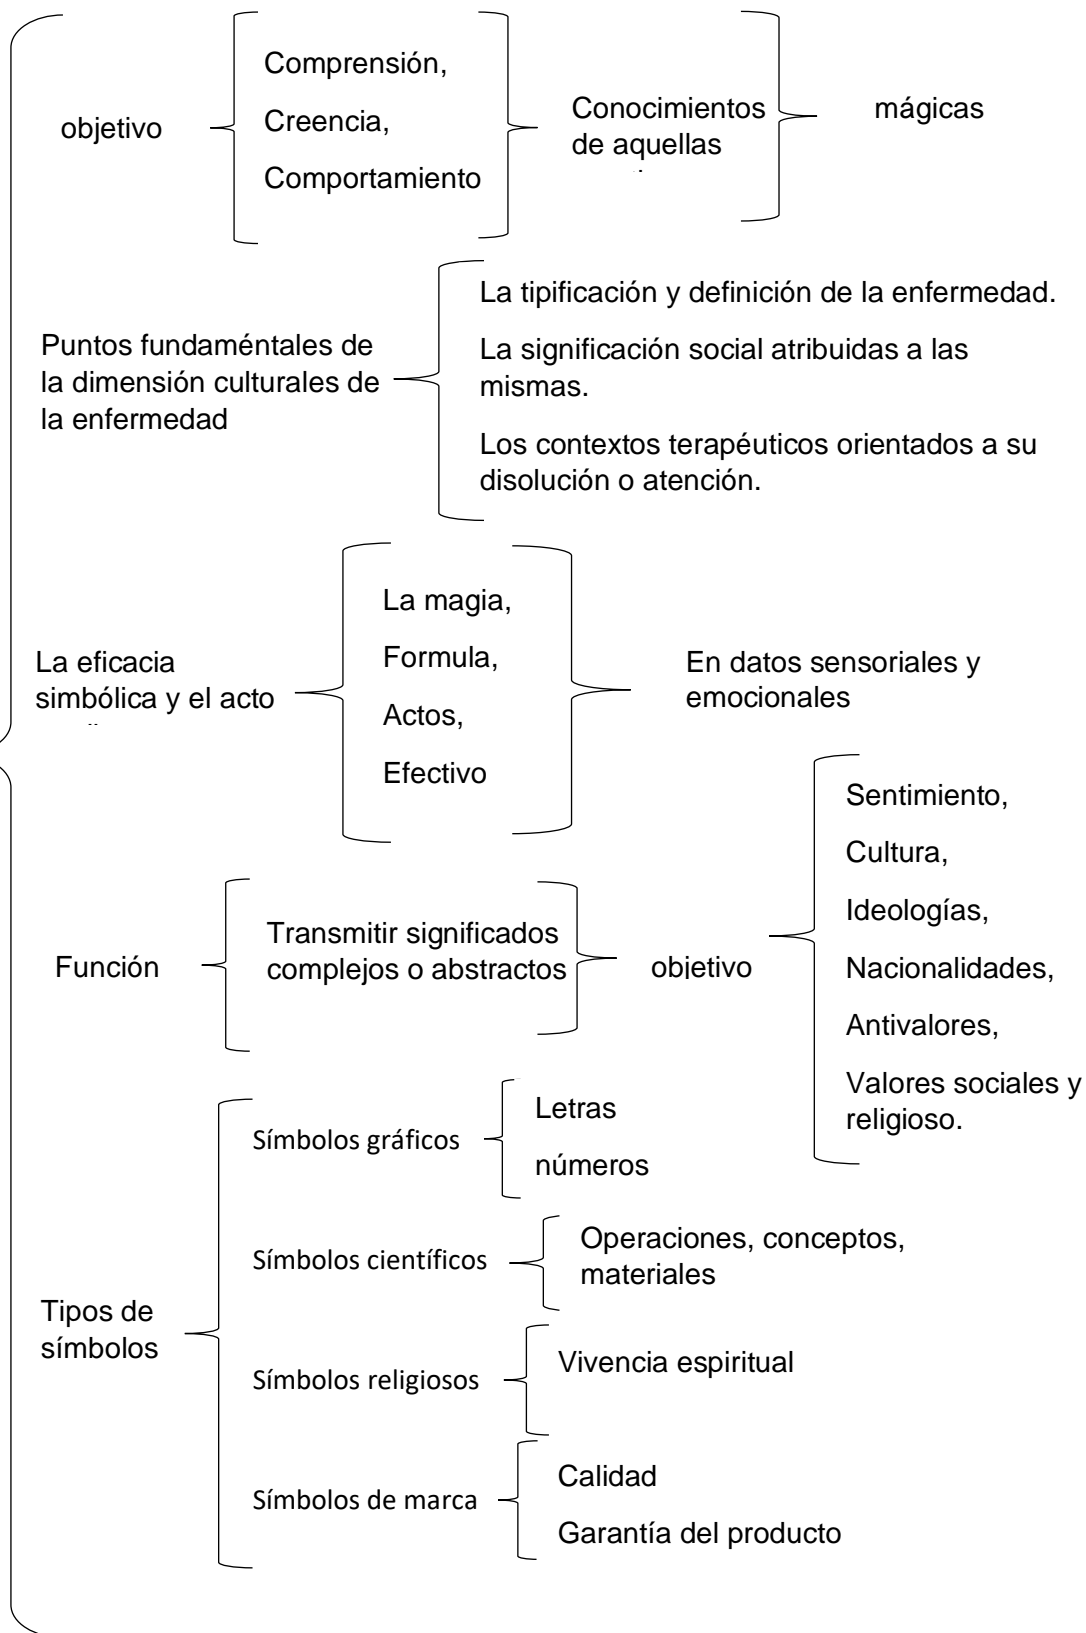 objetivo
Comprensión,
Creencia,
Comportamiento
Conocimientos
de aquellas
mágicas
Puntos fundaméntales de
la dimensión culturales de
la enfermedad
La tipificación y definición de la enfermedad.
La significación social atribuidas a las
mismas.
Los contextos terapéuticos orientados a su
disolución o atención.
La eficacia
simbólica y el acto
La magia,
Formula,
Actos,
Efectivo
En datos sensoriales y
emocionales
Función
Transmitir significados
complejos o abstractos
objetivo
Sentimiento,
Cultura,
Ideologías,
Nacionalidades,
Antivalores,
Valores sociales y
religioso.
Tipos de
símbolos
Símbolos gráficos
Letras
números
Símbolos científicos
Operaciones, conceptos,
materiales
Símbolos religiosos
Vivencia espiritual
Símbolos de marca
Calidad
Garantía del producto